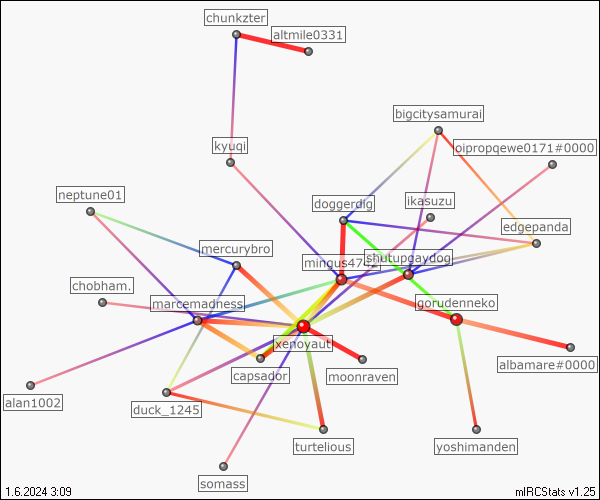 chunkzter
altmile0331
bigcitysamurai
kyuqi
oipropqewe0171#0000
neptune01
doggerdig
ikasuzu
edgepanda
mercurybro
mingus4742
shutupgaydog
chobham.
marcemadness
gorudenneko
xenoyaut
albamare#0000
capsador
moonraven
alan1002
duck_1245
turtelious
yoshimanden
somass
1.6.2024 3:09
mIRCStats v1.25